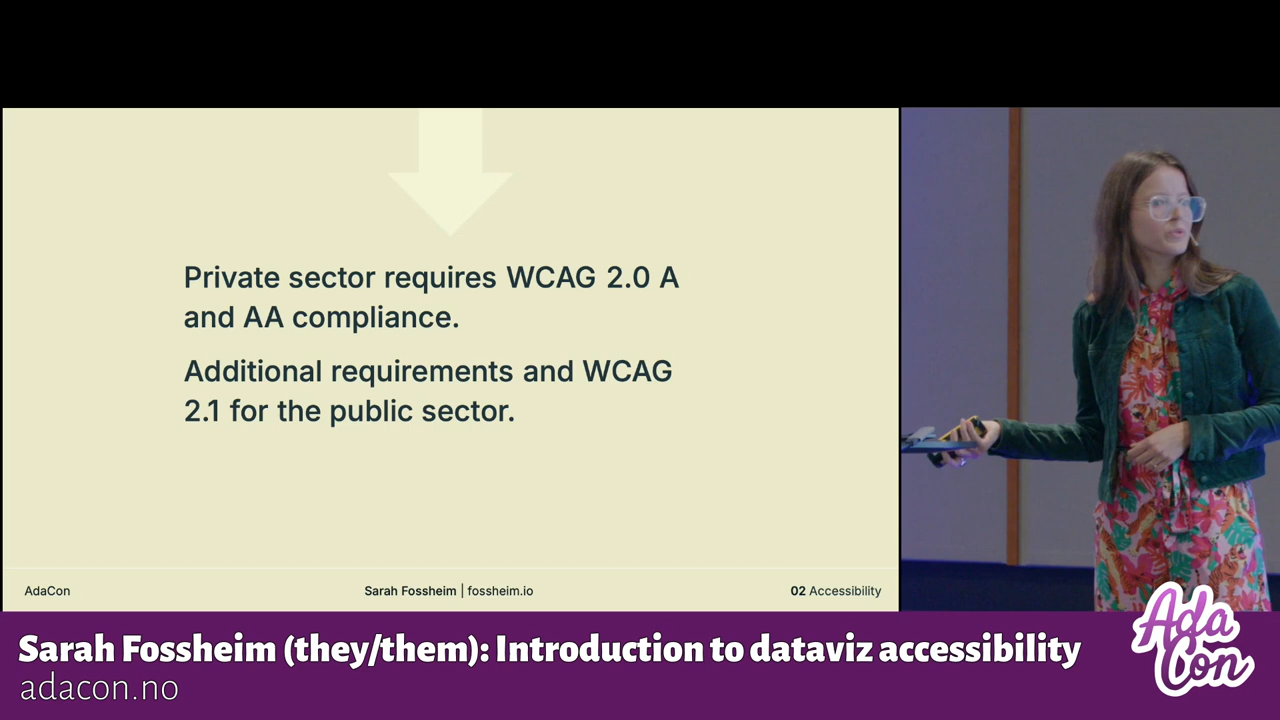 Private sector requires WCAG 2.0 A
and AA compliance.
Additional requirements and WCAG
2.1 for the public sector.
AdaCon
Sarah Fossheim | fossheim.io
02 Accessibility
Sarah Fossheim (they/them): Introduction to dataviz accessibility
adacon.no
Ada
Con